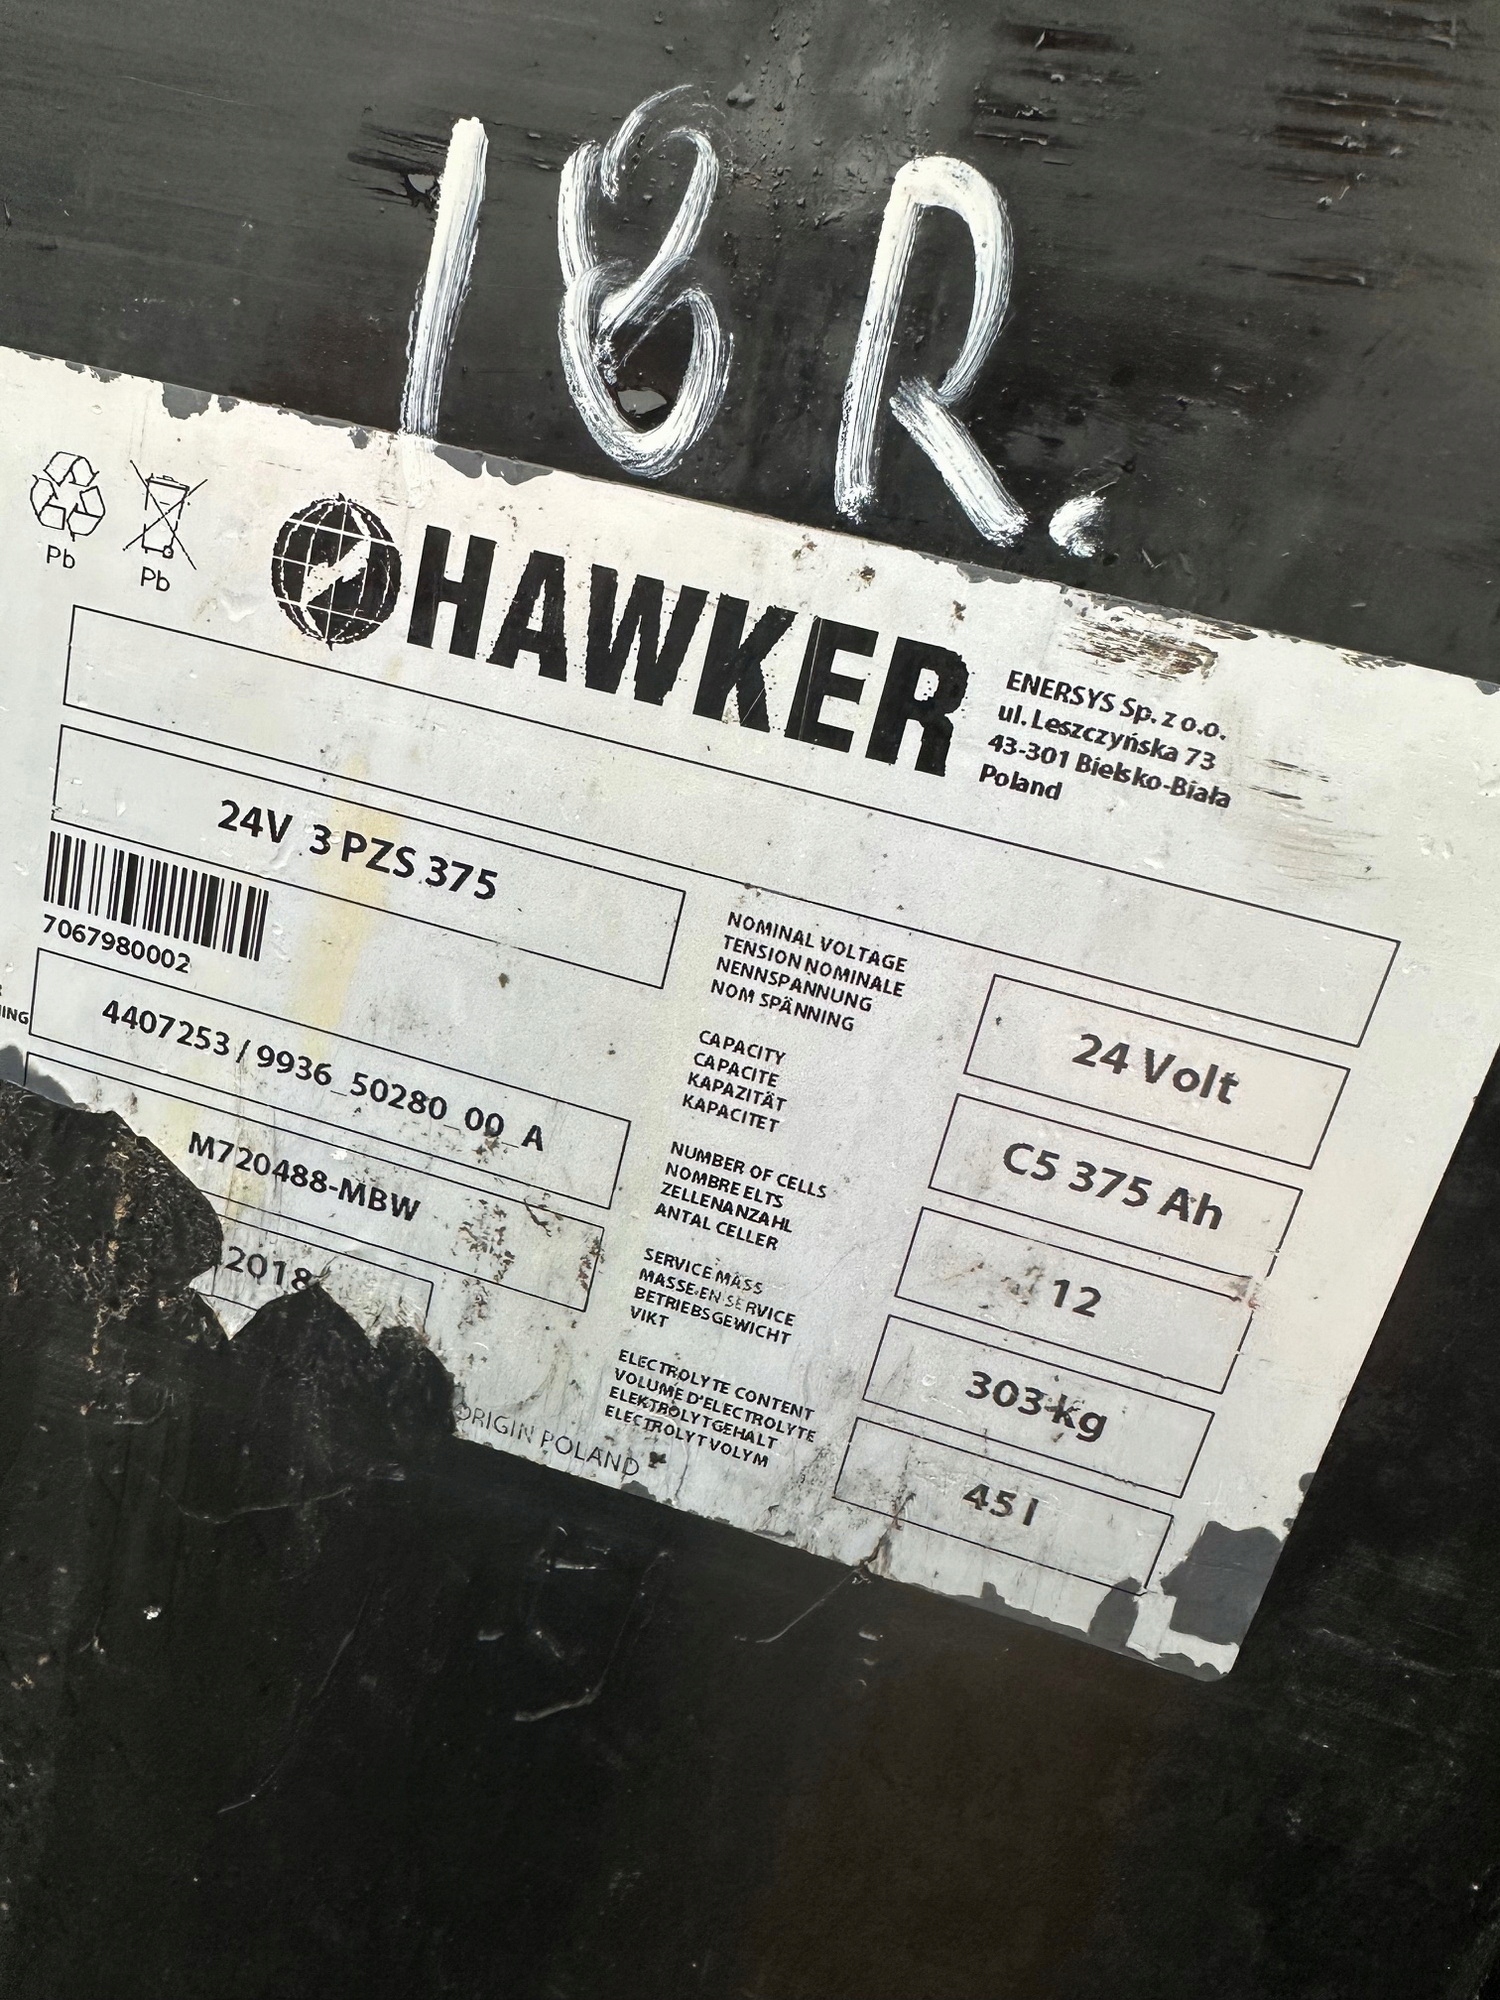 18 R.
Pb
Pb
HAWKER
ENERSYS Sp. z o.o.
ul. Leszczyńska 73
43-301 Bielsko-Biała
Poland
24V 3 PZS 375
7067980002
4407253 / 9936_50280_00_A
M720488-MBW
2018
ORIGIN POLAND
NOMINAL VOLTAGE
TENSION NOMINALE
NENNSPANNUNG
NOM SPÄNNING
24 Volt
CAPACITY
CAPACITE
KAPAZITÄT
KAPACITET
C5 375 Ah
NUMBER OF CELLS
NOMBRE ELTS
ZELLENANZAHL
ANTAL CELLER
12
SERVICE MASS
MASSE EN SERVICE
BETRIEBSGEWICHT
VIKT
303 kg
ELECTROLYTE CONTENT
VOLUME D'ELECTROLYTE
ELEKTROLYTGEHALT
ELECTROLYT VOLYM
45 l